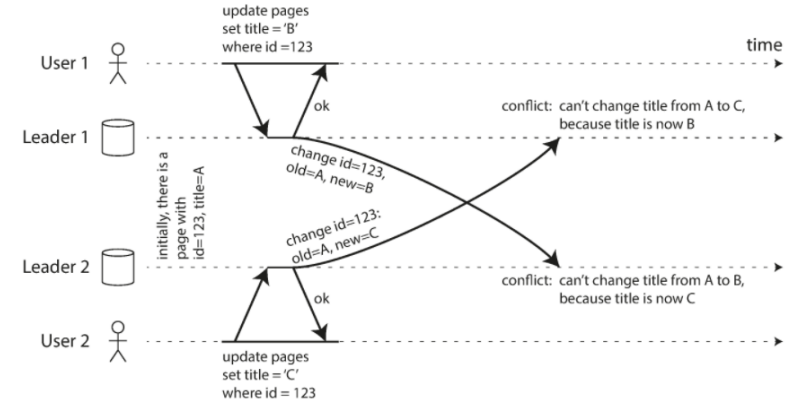 update pages
set title = 'B'
where id =123
time
User 1
ok
conflict: can't change title from A to C,
because title is now B
Leader 1
change id=123,
old=A, new=B
initially, there is a
page with
id=123, title=A
change id=123:
old=A, new=C
Leader 2
conflict: can't change title from A to B,
because title is now C
ok
User 2
update pages
set title = 'C'
where id = 123